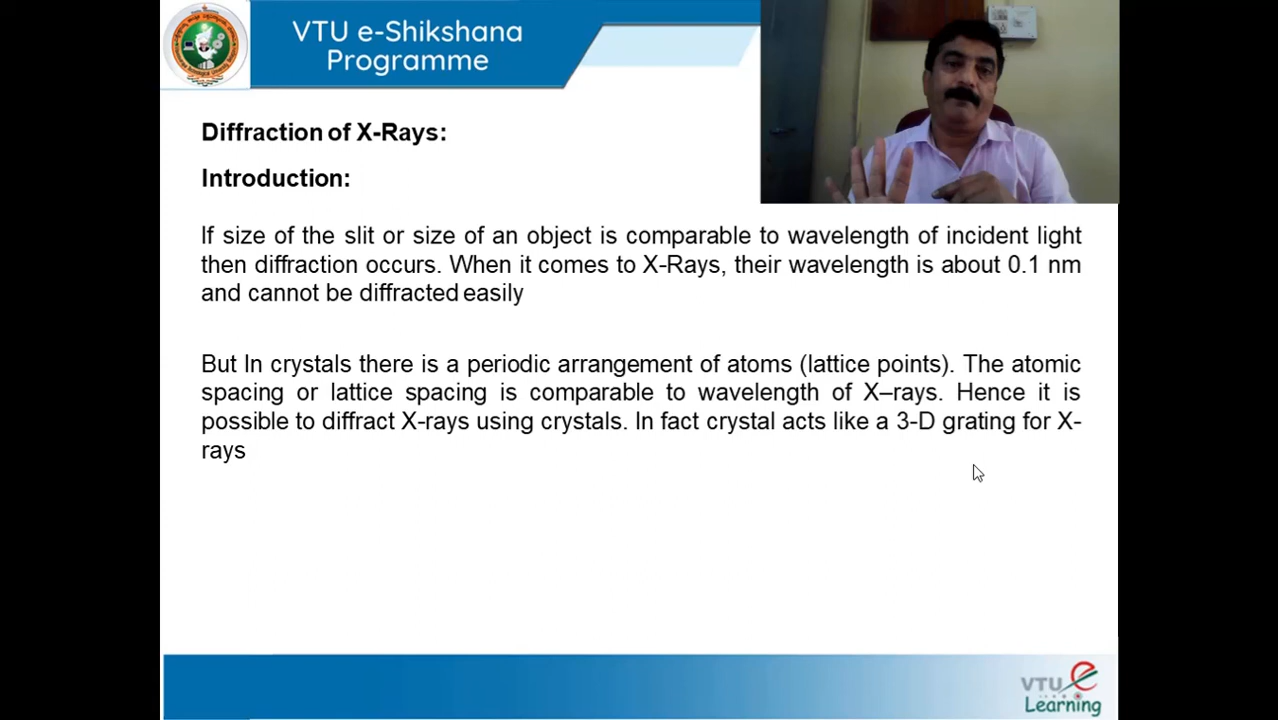 VTU e-Shikshana
Programme
Diffraction of X-Rays:
Introduction:
If size of the slit or size of an object is comparable to wavelength of incident light
then diffraction occurs. When it comes to X-Rays, their wavelength is about 0.1 nm
and cannot be diffracted easily
But In crystals there is a periodic arrangement of atoms (lattice points). The atomic
spacing or lattice spacing is comparable to wavelength of X–rays. Hence it is
possible to diffract X-rays using crystals. In fact crystal acts like a 3-D grating for X-
rays
VTU e
Learning